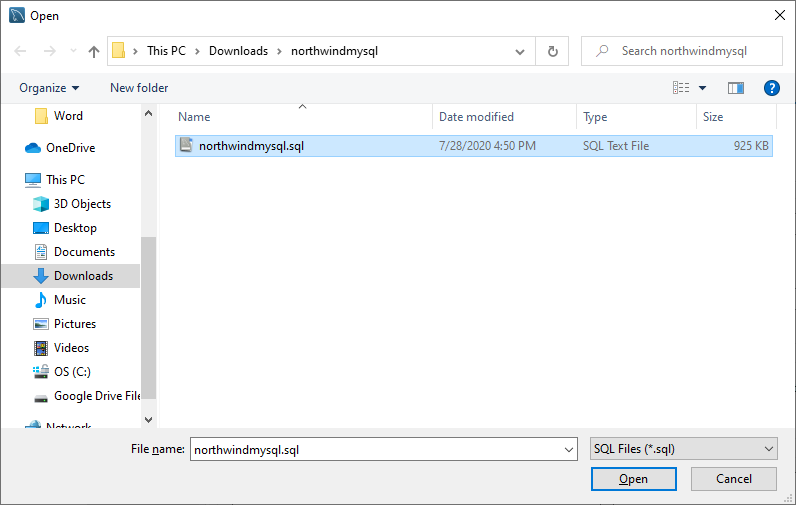 Open
This PC > Downloads > northwindmysql
Search northwindmysql
Organize
New folder
Name
Date modified
Type
Size
northwindmysql.sql
7/28/2020 4:50 PM
SQL Text File
925 KB
Word
OneDrive
This PC
3D Objects
Desktop
Documents
Downloads
Music
Pictures
Videos
OS (C:)
Google Drive File
Network
File name:
northwindmysql.sql
SQL Files (*.sql)
Open
Cancel